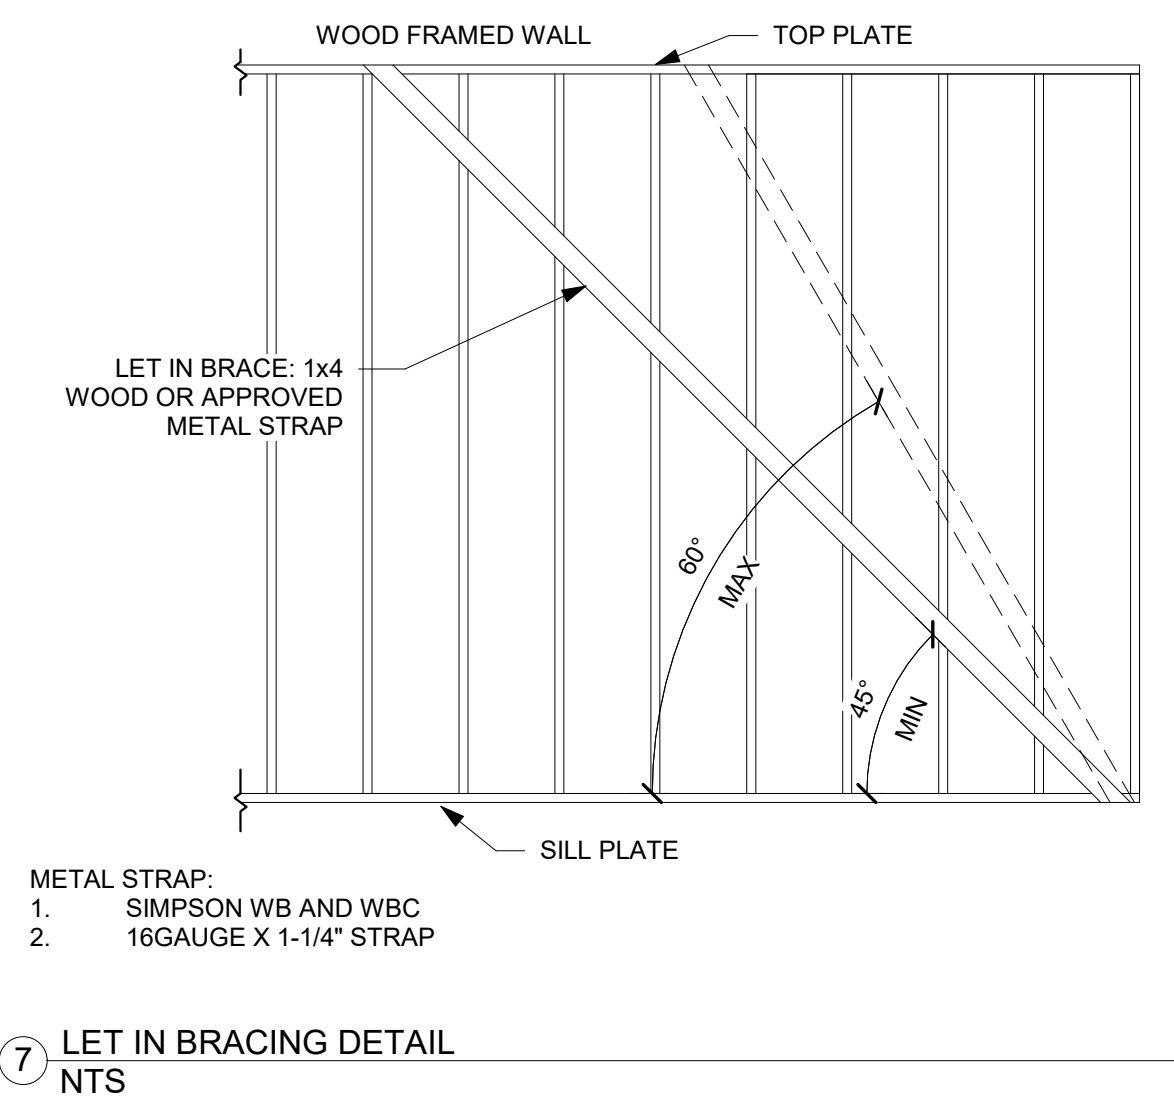 WOOD FRAMED WALL
TOP PLATE
LET IN BRACE: 1x4
WOOD OR APPROVED
METAL STRAP
60°
MAX
45°
MIN
SILL PLATE
METAL STRAP:
1. SIMPSON WB AND WBC
2. 16GAUGE X 1-1/4" STRAP
7 LET IN BRACING DETAIL
NTS